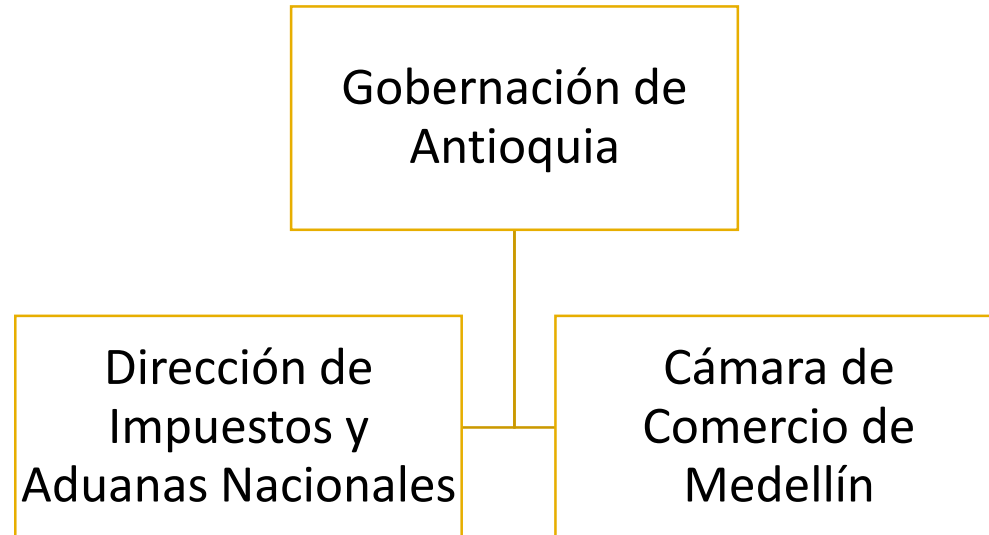 Gobernación de
Antioquia
Dirección de
Impuestos y
Aduanas Nacionales
Cámara de
Comercio de
Medellín